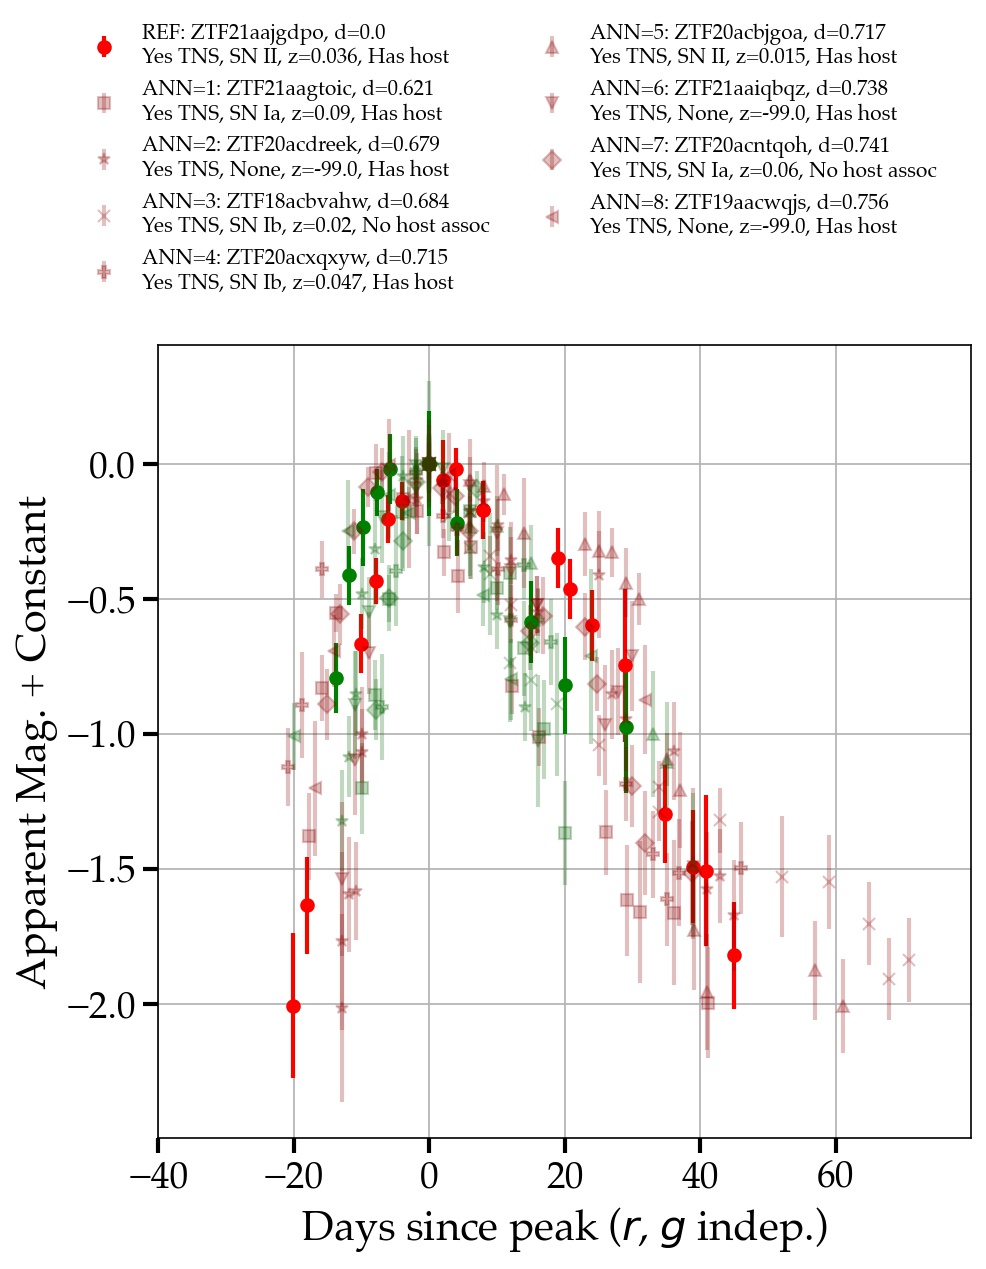 REF: ZTF21aajgdpo, d=0.0
Yes TNS, SN II, z=0.036, Has host
ANN=1: ZTF21aagtoic, d=0.621
Yes TNS, SN Ia, z=0.09, Has host
ANN=2: ZTF20acdreek, d=0.679
Yes TNS, None, z=-99.0, Has host
ANN=3: ZTF18acbvahw, d=0.684
Yes TNS, SN Ib, z=0.02, No host assoc
ANN=4: ZTF20acxqxyw, d=0.715
Yes TNS, SN Ib, z=0.047, Has host
ANN=5: ZTF20acbjgoa, d=0.717
Yes TNS, SN II, z=0.015, Has host
ANN=6: ZTF21aaiqbqz, d=0.738
Yes TNS, None, z=-99.0, Has host
ANN=7: ZTF20acntqoh, d=0.741
Yes TNS, SN Ia, z=0.06, No host assoc
ANN=8: ZTF19aacwqjs, d=0.756
Yes TNS, None, z=-99.0, Has host
Apparent Mag. + Constant
0.0
−0.5
−1.0
−1.5
−2.0
−40 −20 0 20 40 60
Days since peak (r, g indep.)